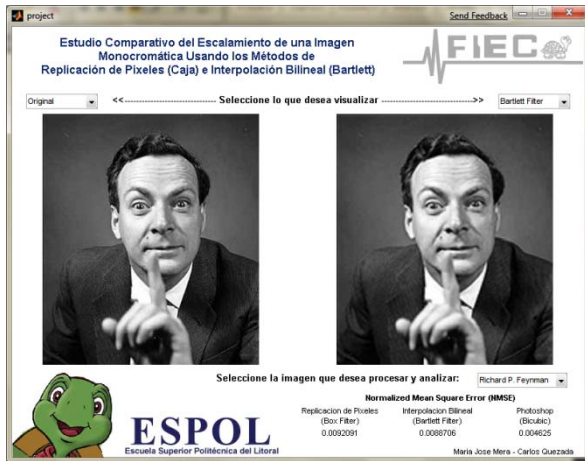 project
Send Feedback
Estudio Comparativo del Escalamiento de una Imagen
Monocromática Usando los Métodos de
Replicación de Píxeles (Caja) e Interpolación Bilineal (Bartlett)
FIEC
Original
<<------------------------------ Seleccione lo que desea visualizar ------------------------------>>
Bartlett Filter
Seleccione la imagen que desea procesar y analizar:
Richard P. Feynman
Normalized Mean Square Error (NMSE)
Replicacion de Pixeles Interpolacion Bilineal Photoshop
(Box Filter) (Bartlett Filter) (Bicubic)
0.0092091 0.0088706 0.004625
ESPOL
Escuela Superior Politécnica del Litoral
Maria Jose Mera - Carlos Quezada